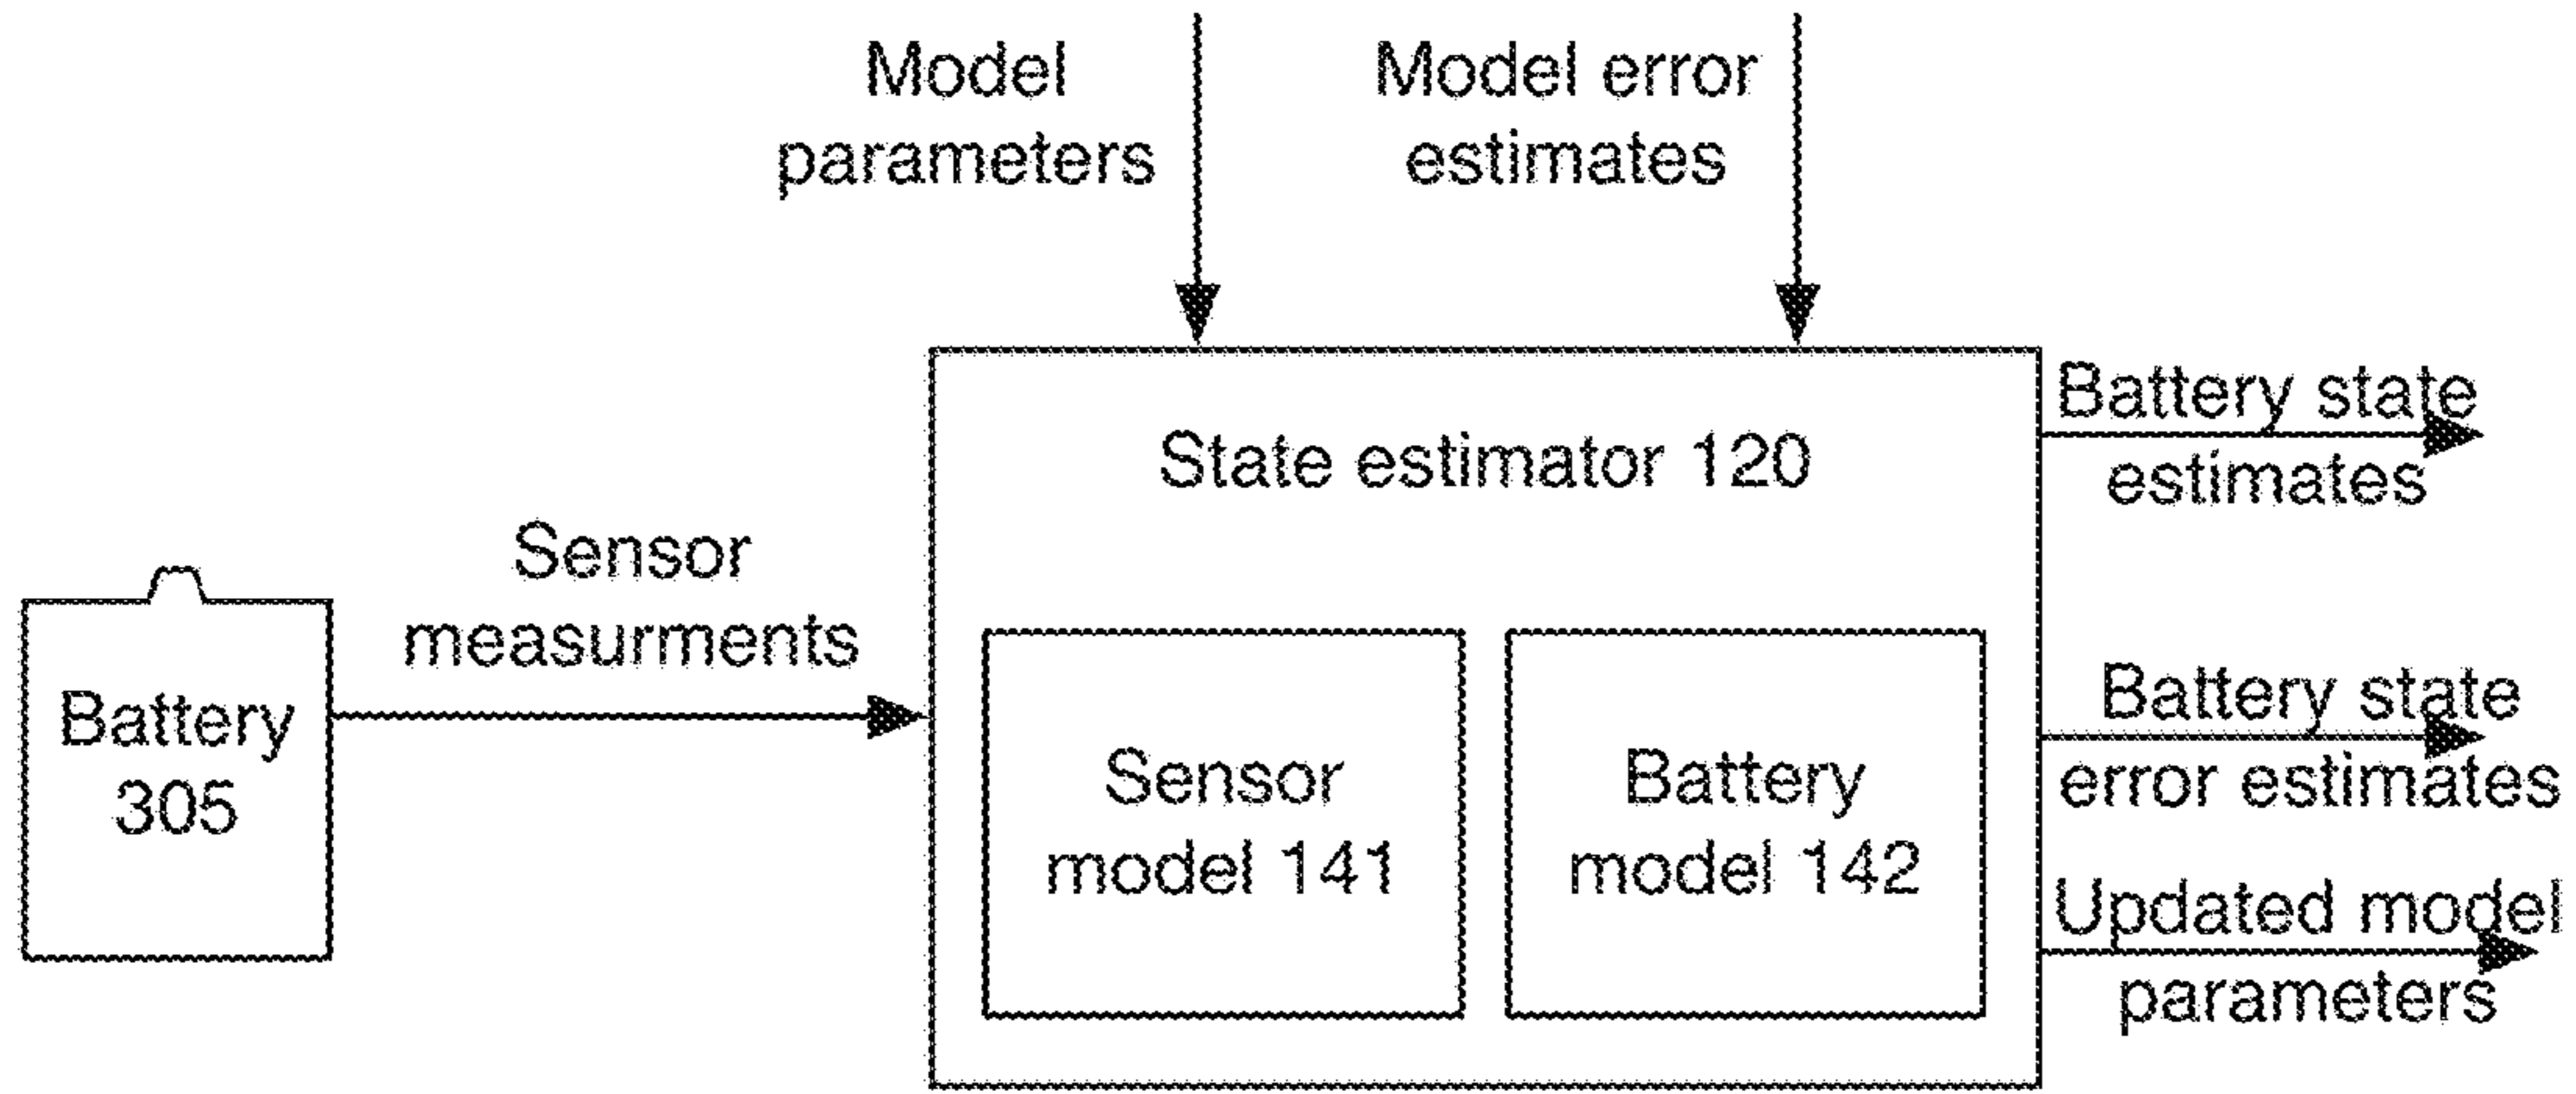 Model
parameters
Model error
estimates
State estimator 120
Battery state
estimates
Sensor
measurments
Battery
305
Sensor
model 141
Battery
model 142
Battery state
error estimates
Updated model
parameters